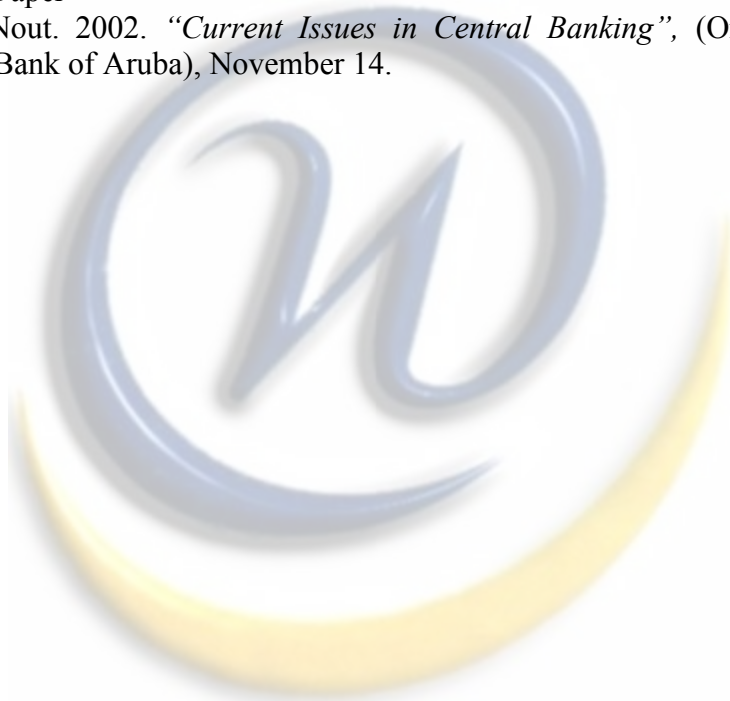 Nout. 2002. “Current Issues in Central Banking”, (O
Bank of Aruba), November 14.